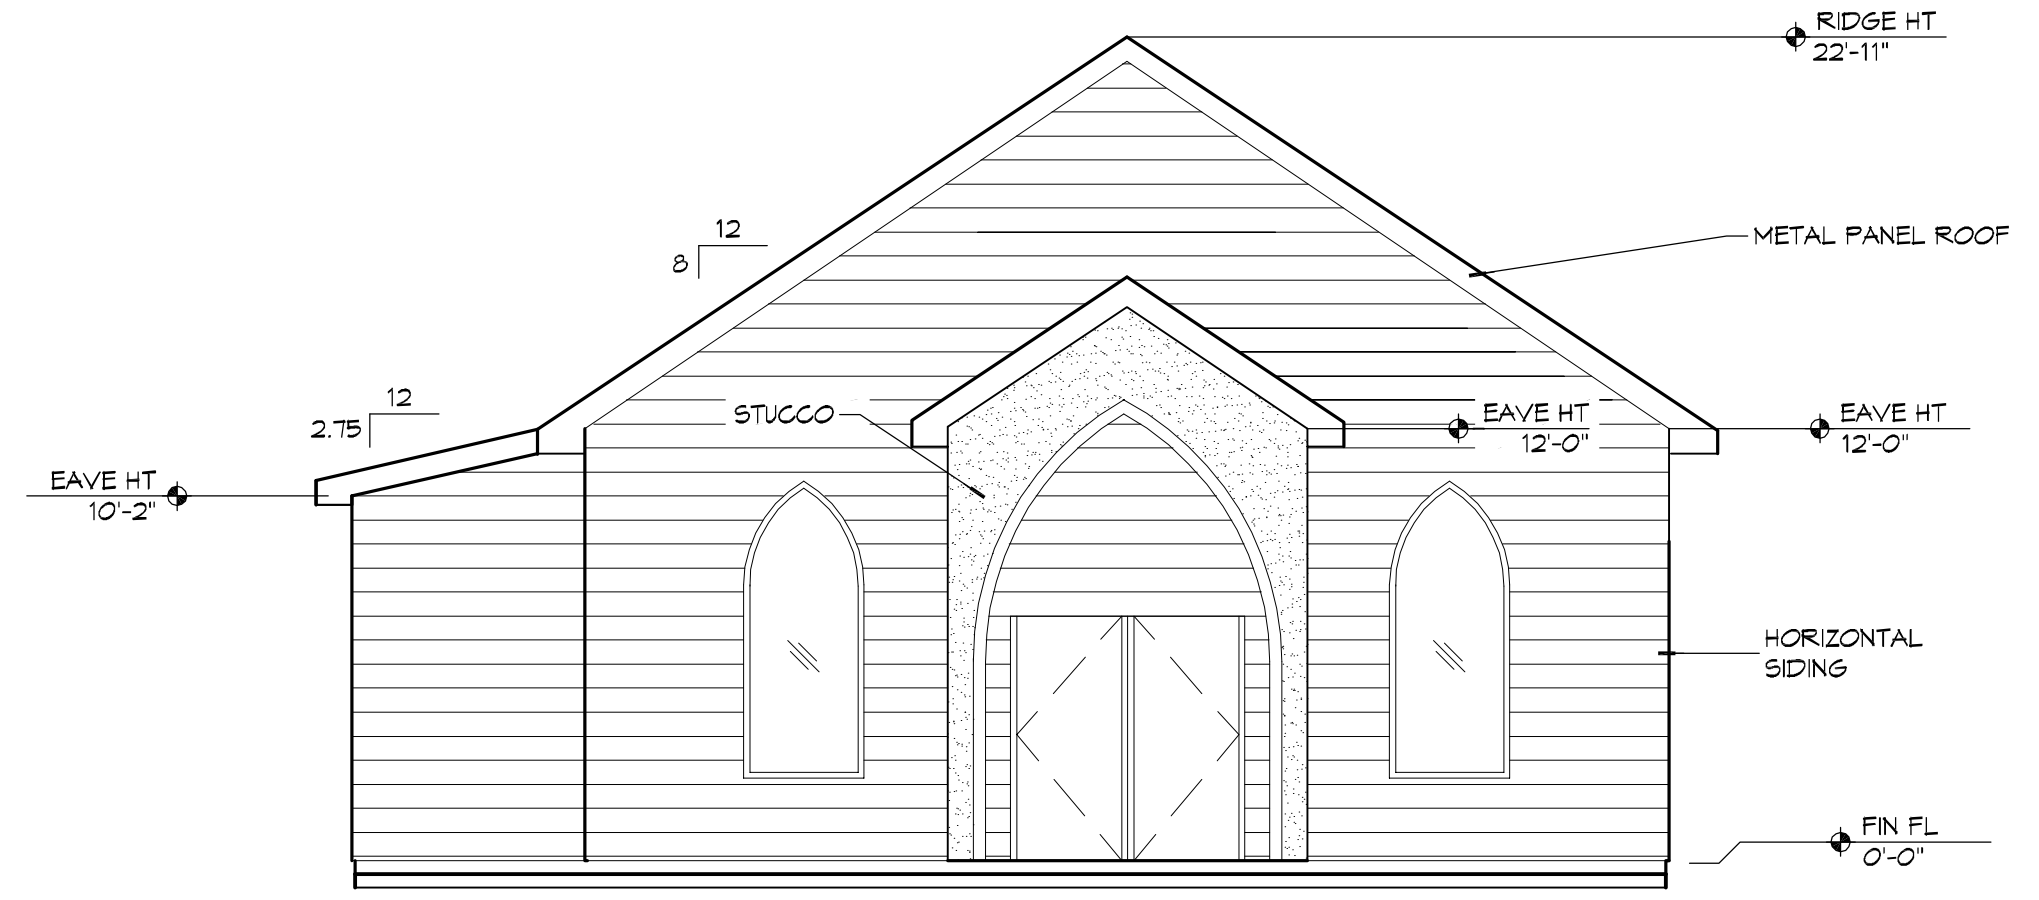 RIDGE HT
22'-11"
12
8
METAL PANEL ROOF
12
2.75
STUCCO
EAVE HT
12'-0"
EAVE HT
12'-0"
EAVE HT
10'-2"
HORIZONTAL
SIDING
FIN FL
0'-0"